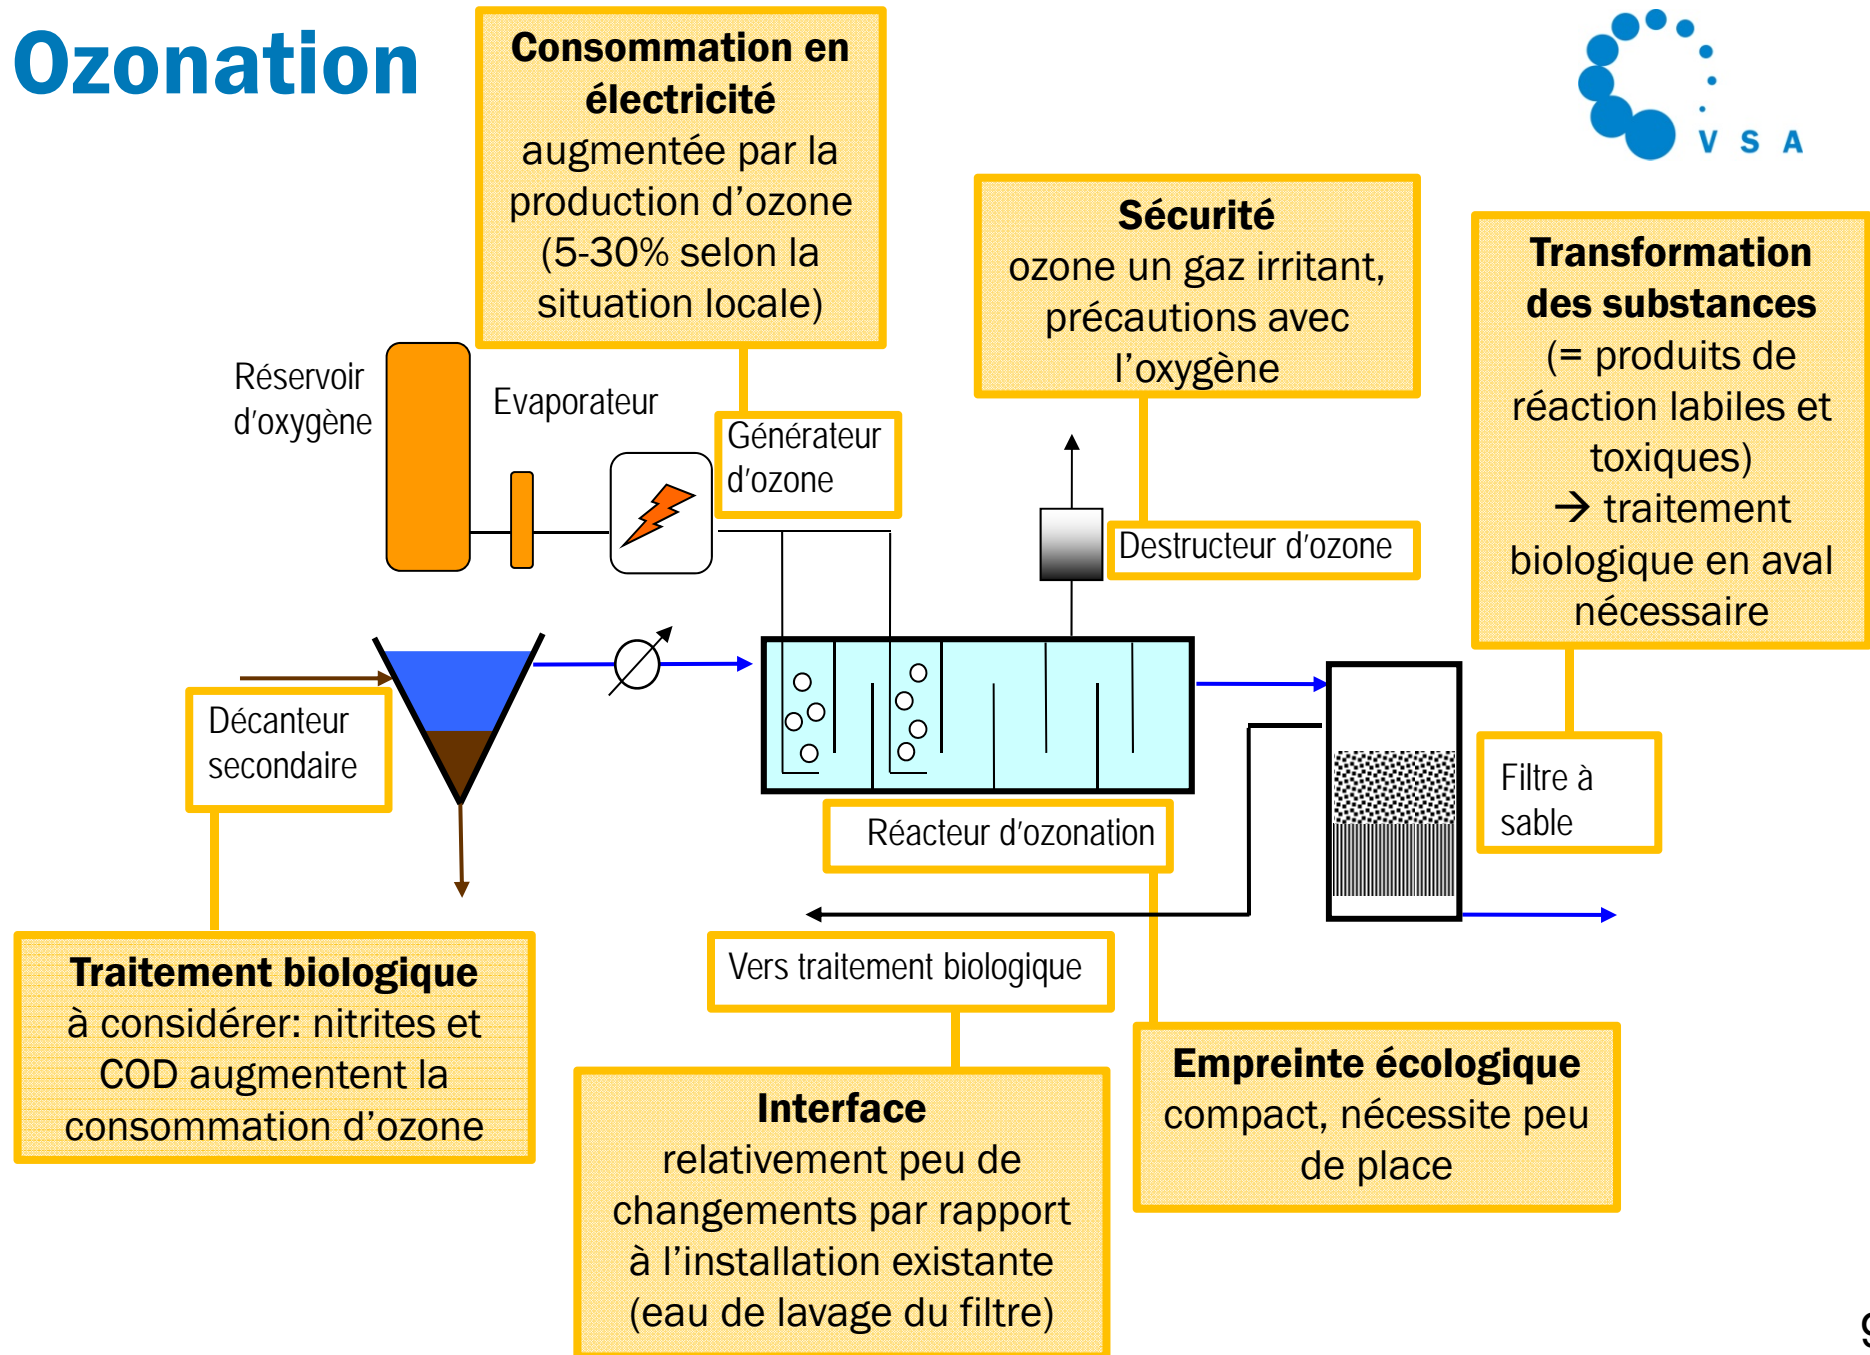 Ozonation
Consommation en
électricité
augmentée par la
production d’ozone
(5-30% selon la
situation locale)
V S A
Sécurité
ozone un gaz irritant,
précautions avec
l’oxygène
Transformation
des substances
(= produits de
réaction labiles et
toxiques)
→ traitement
biologique en aval
nécessaire
Réservoir
d’oxygène
Evaporateur
Générateur
d’ozone
Destructeur d’ozone
Décanteur
secondaire
Filtre à
sable
Réacteur d’ozonation
Vers traitement biologique
Traitement biologique
à considérer: nitrites et
COD augmentent la
consommation d’ozone
Empreinte écologique
compact, nécessite peu
de place
Interface
relativement peu de
changements par rapport
à l’installation existante
(eau de lavage du filtre)
9